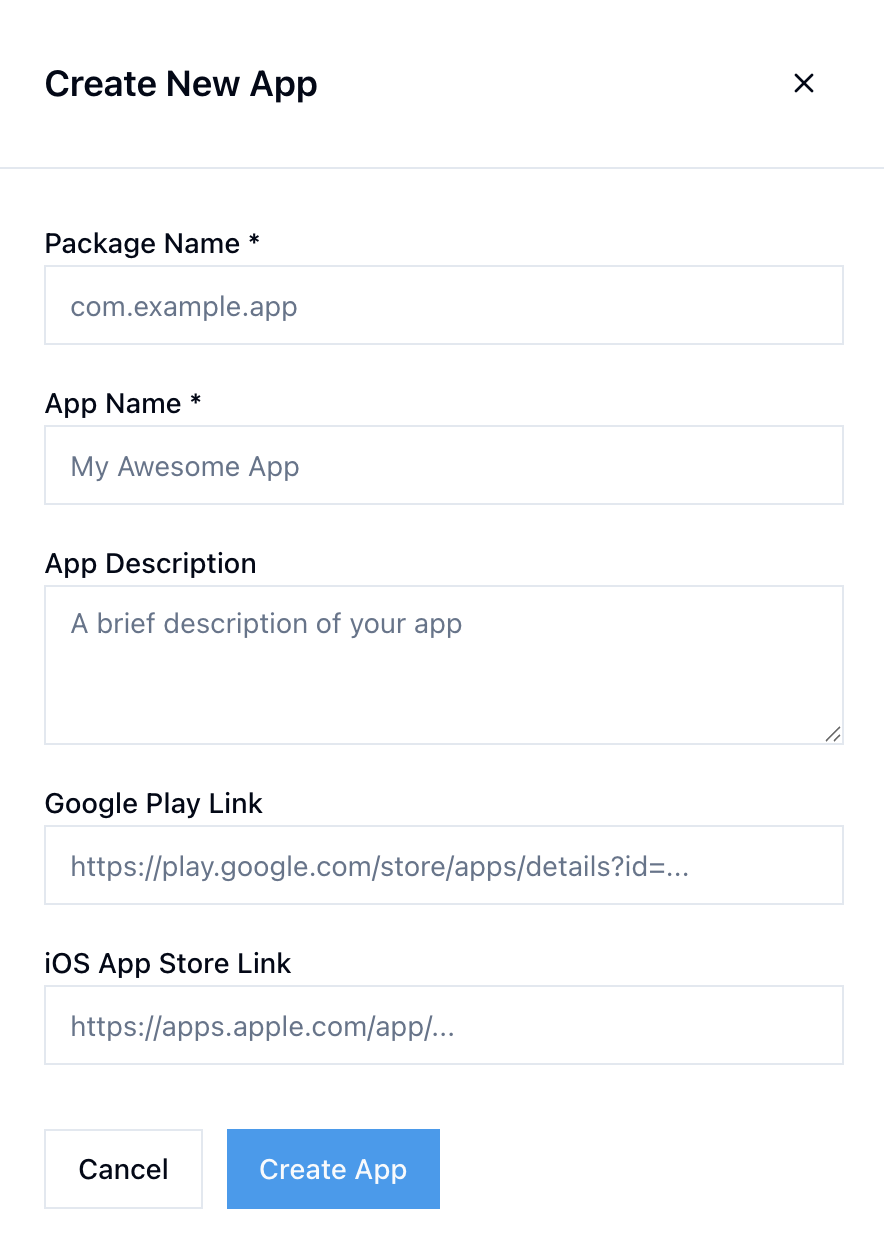 Create New App
Package Name *
com.example.app
App Name *
My Awesome App
App Description
A brief description of your app
Google Play Link
https://play.google.com/store/apps/details?id=...
iOS App Store Link
https://apps.apple.com/app/...
Cancel
Create App